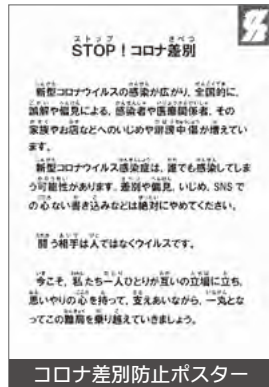 STOP！コロナ差別
新型コロナウイルスの感染が広がり、全国的に、
誤解や偏見による、感染者や医療関係者、その
家族やお店などへのいじめや誹謗中傷が増えてい
ます。
新型コロナウイルス感染症は、誰でも感染してしま
う可能性があります。差別や偏見、いじめ、SNSで
の心ない書き込みなどは絶対にやめてください。
闘う相手は人ではなくウイルスです。
今こそ、私たち一人ひとりが互いの立場に立ち、
思いやりの心を持って、支えあいながら、一丸とな
ってこの難局を乗り越えていきましょう。
コロナ差別防止ポスター